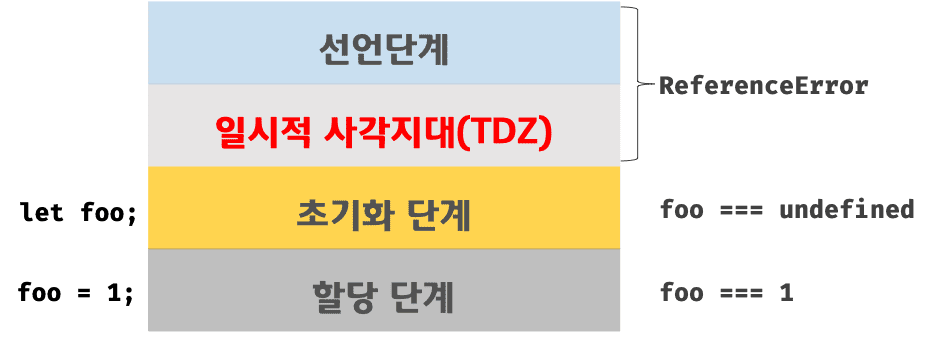 선언단계
ReferenceError
일시적 사각지대(TDZ)
let foo;
초기화 단계
foo === undefined
foo = 1;
할당 단계
foo === 1